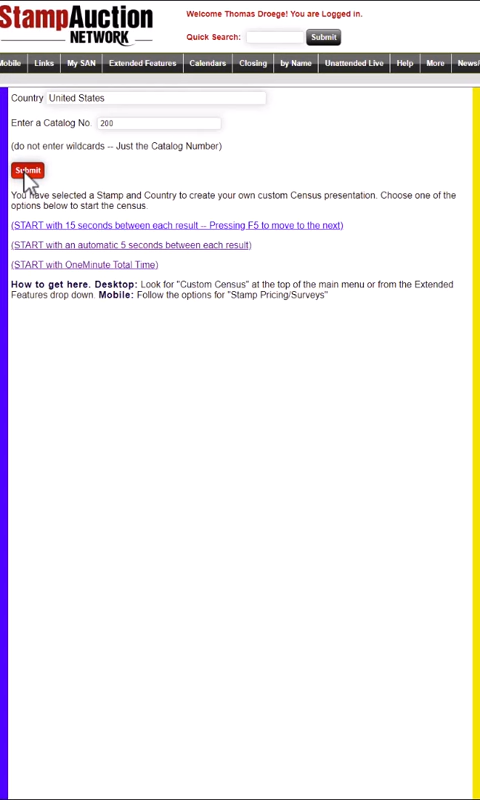 StampAuction
NETWORK
Welcome Thomas Droege! You are Logged in.
Quick Search: Submit
Mobile Links My SAN Extended Features Calendars Closing by Name Unattended Live Help More News/
Country United States
Enter a Catalog No. 200
(do not enter wildcards -- Just the Catalog Number)
Submit
You have selected a Stamp and Country to create your own custom Census presentation. Choose one of the
options below to start the census.
(START with 15 seconds between each result -- Pressing F5 to move to the next)
(START with an automatic 5 seconds between each result)
(START with OneMinute Total Time)
How to get here. Desktop: Look for "Custom Census" at the top of the main menu or from the Extended
Features drop down. Mobile: Follow the options for "Stamp Pricing/Surveys"